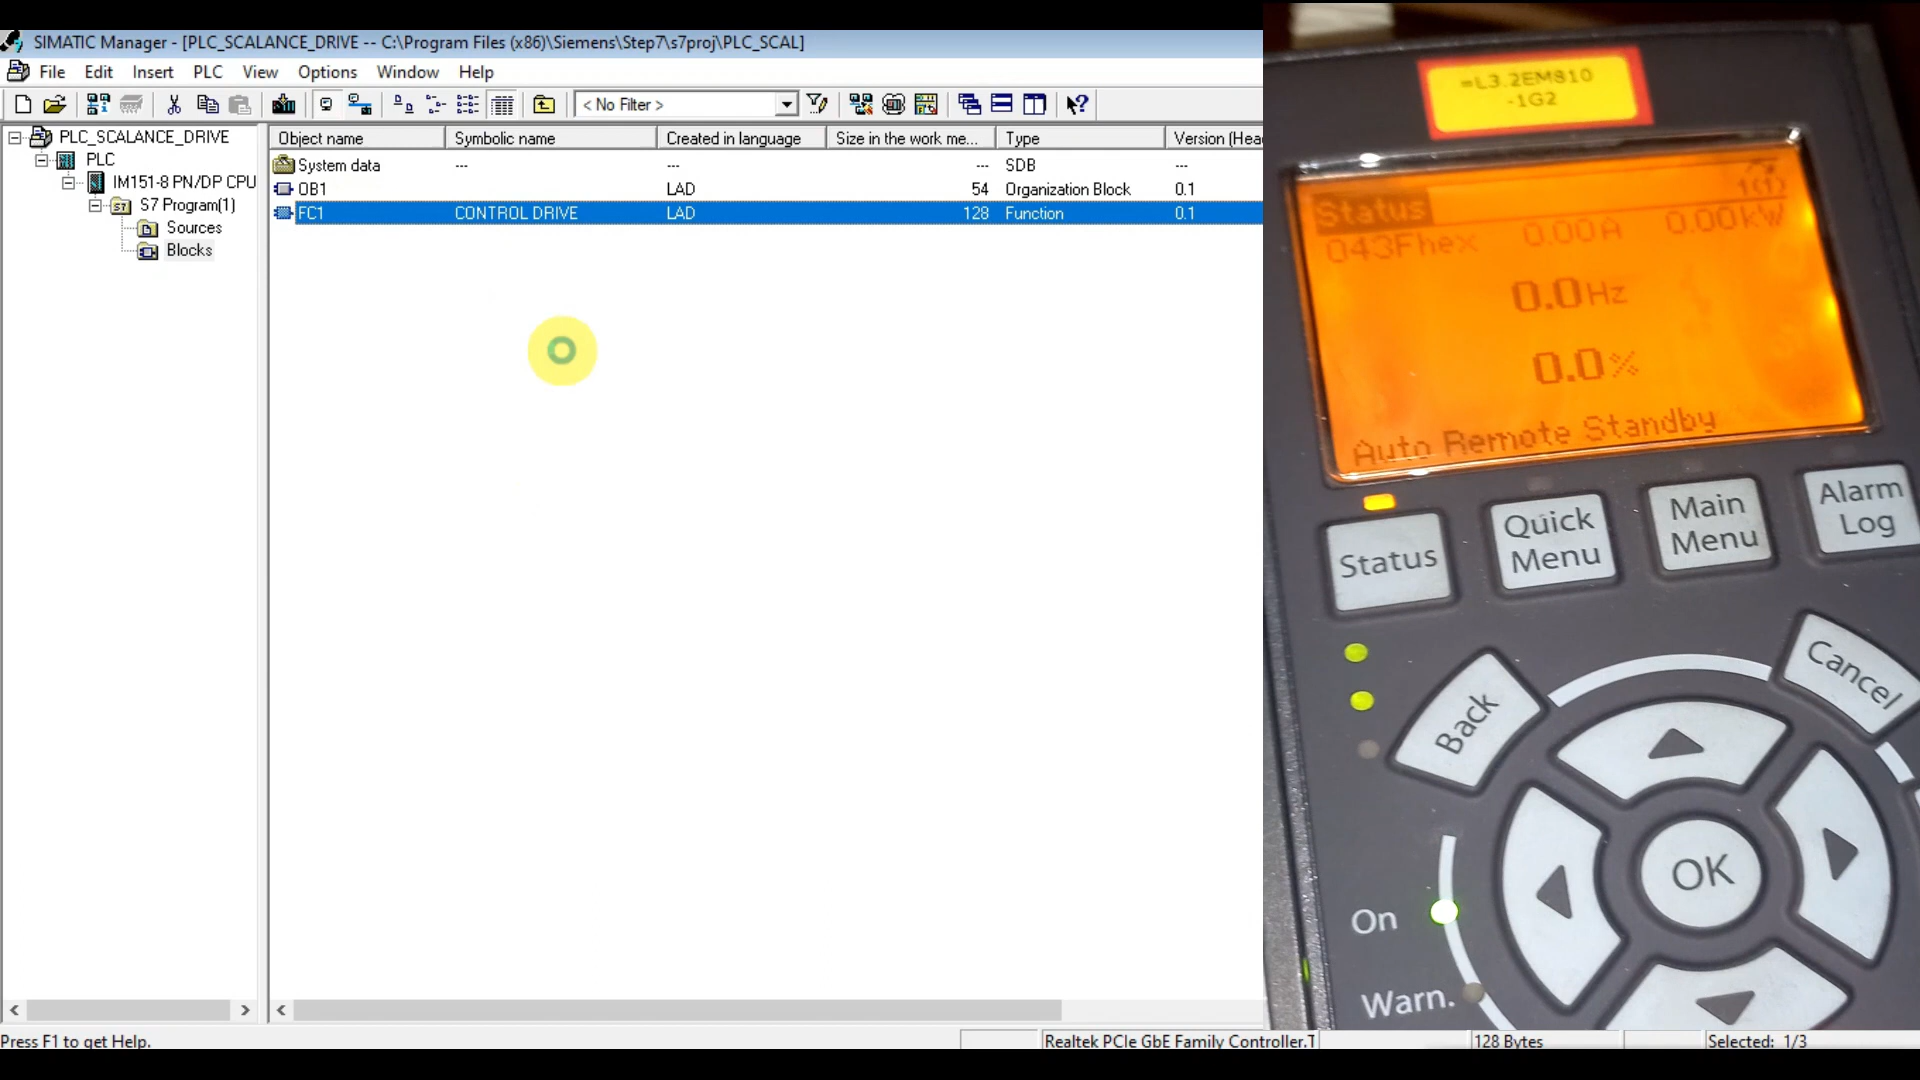 SIMATIC Manager - [PLC_SCALANCE_DRIVE -- C:\Program Files (x86)\Siemens\Step7\s7proj\PLC_SCAL]
File Edit Insert PLC View Options Window Help
< No Filter >
PLC_SCALANCE_DRIVE
PLC
IM151-8 PN/DP CPU
S7 Program(1)
Sources
Blocks
Object name Symbolic name Created in language Size in the work me... Type Version (Hea
System data --- --- --- SDB ---
OB1 LAD 54 Organization Block 0.1
FC1 CONTROL DRIVE LAD 128 Function 0.1
Press F1 to get Help.
Realtek PCIe GbE Family Controller.T
128 Bytes
Selected: 1/3
=L3.2EM810
-1G2
Status 1(1)
043Fhex 0.00A 0.00kW
0.0Hz
0.0%
Auto Remote Standby
Status
Quick Menu
Main Menu
Alarm Log
Back
Cancel
OK
On
Warn.